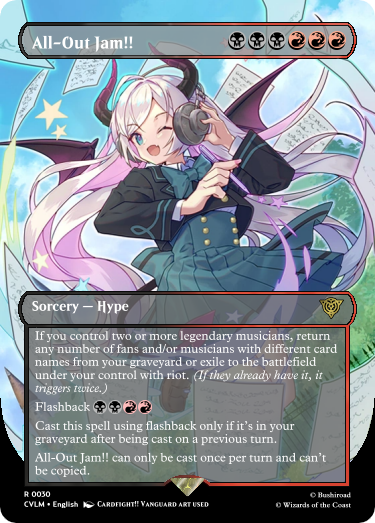 All-Out Jam!!
Sorcery — Hype
If you control two or more legendary musicians, return
any number of fans and/or musicians with different card
names from your graveyard or exile to the battlefield
under your control with riot. (If they already have it, it
triggers twice.)
Flashback
Cast this spell using flashback only if it's in your
graveyard after being cast on a previous turn.
All-Out Jam!! can only be cast once per turn and can't
be copied.
R 0030
CVLM • English CARDFIGHT!! VANGUARD ART USED
© Bushiroad
© Wizards of the Coast